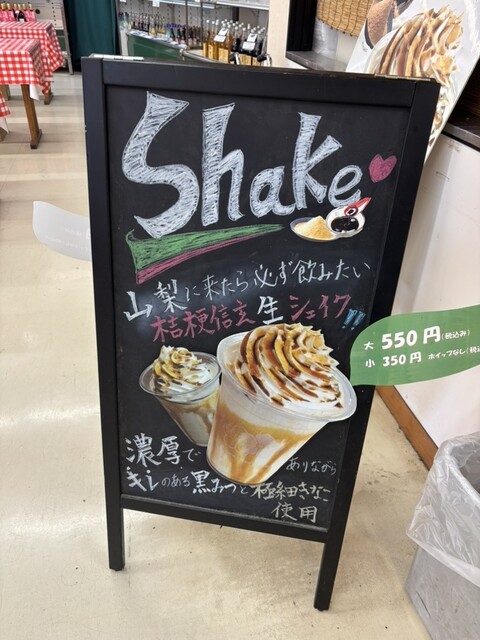 Shake
山梨に来たら必ず飲みたい
桔梗信玄生シェイク!!
大 550円(税込み)
小 350円 ホイップなし(税込
濃厚で
ありながら
キレのある黒みつと極細きなこ
使用